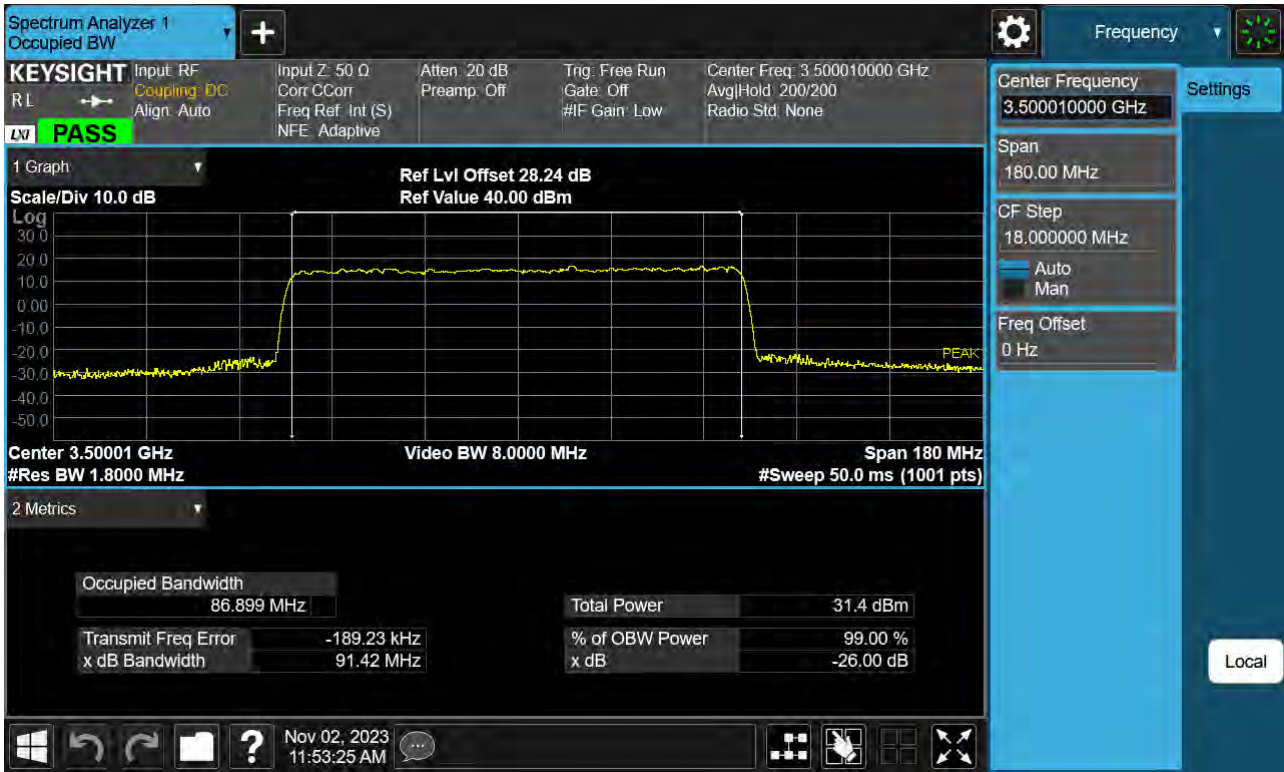 Spectrum Analyzer 1
Occupied BW
+
Frequency
KEYSIGHT
RL
LXI PASS
Input: RF
Coupling: DC
Align: Auto
Input Z: 50 Ω
Corr CCorr
Freq Ref: Int (S)
NFE: Adaptive
Atten: 20 dB
Preamp: Off
Trig: Free Run
Gate: Off
#IF Gain: Low
Center Freq: 3.500010000 GHz
Avg|Hold: 200/200
Radio Std: None
1 Graph
Scale/Div 10.0 dB
Ref Lvl Offset 28.24 dB
Ref Value 40.00 dBm
Log
30.0
20.0
10.0
0.00
-10.0
-20.0
-30.0
-40.0
-50.0
PEAK
Center 3.50001 GHz
#Res BW 1.8000 MHz
Video BW 8.0000 MHz
Span 180 MHz
#Sweep 50.0 ms (1001 pts)
2 Metrics
Occupied Bandwidth
86.899 MHz
Transmit Freq Error -189.23 kHz
x dB Bandwidth 91.42 MHz
Total Power 31.4 dBm
% of OBW Power 99.00 %
x dB -26.00 dB
Center Frequency
3.500010000 GHz
Span
180.00 MHz
CF Step
18.000000 MHz
Auto
Man
Freq Offset
0 Hz
Settings
Local
?
Nov 02, 2023
11:53:25 AM